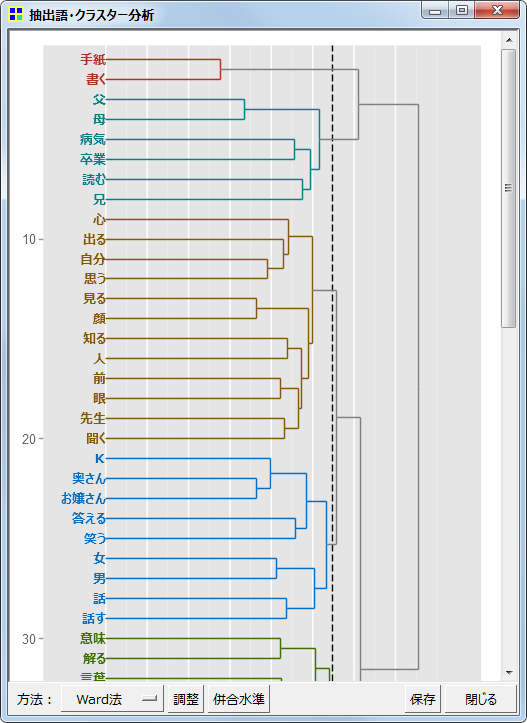 抽出語・クラスター分析
手紙
書く
父
母
病気
卒業
読む
兄
心
10
出る
自分
思う
見る
顔
知る
人
前
眼
先生
20
聞く
K
奥さん
お嬢さん
答える
笑う
女
男
話
話す
30
意味
解る
言葉
方法： Ward法 調整 併合水準 保存 閉じる